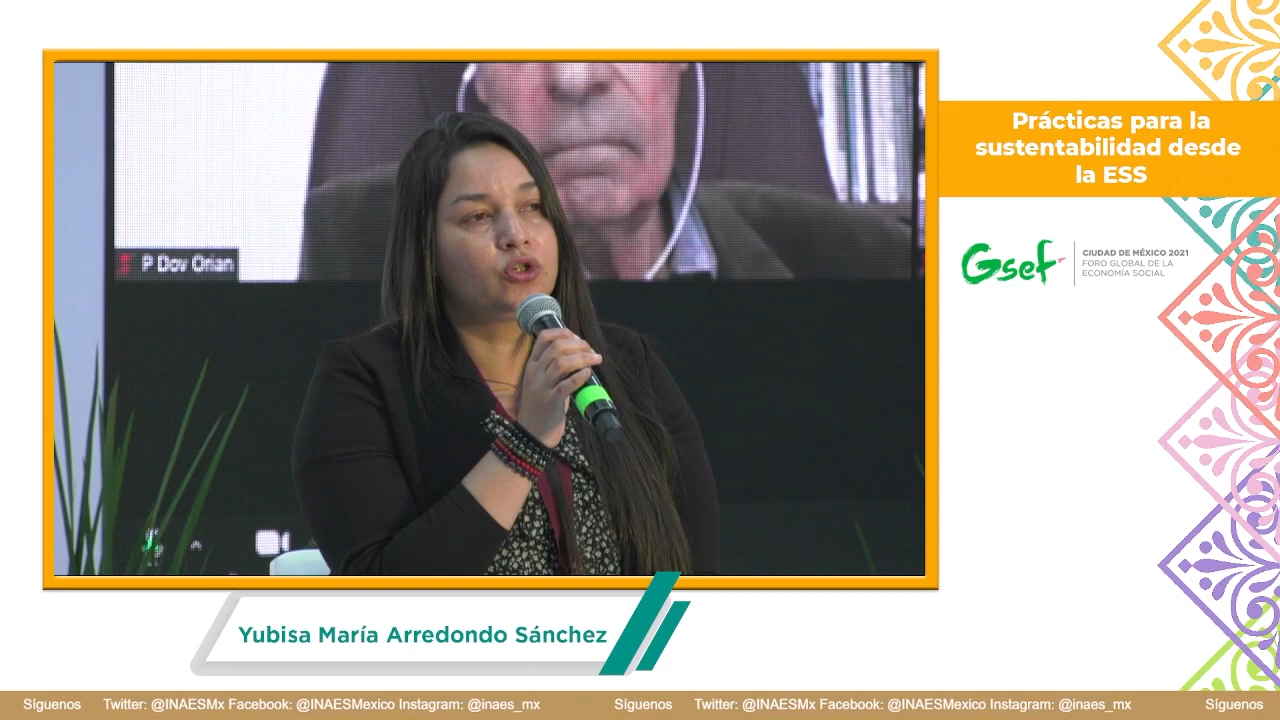 Prácticas para la
sustentabilidad desde
la ESS
Gsef
CIUDAD DE MÉXICO 2021
FORO GLOBAL DE LA
ECONOMÍA SOCIAL
P Dov Orian
Yubisa María Arredondo Sánchez
Síguenos Twitter: @INAESMx Facebook: @INAESMexico Instagram: @inaes_mx Síguenos Twitter: @INAESMx Facebook: @INAESMexico Instagram: @inaes_mx Síguenos